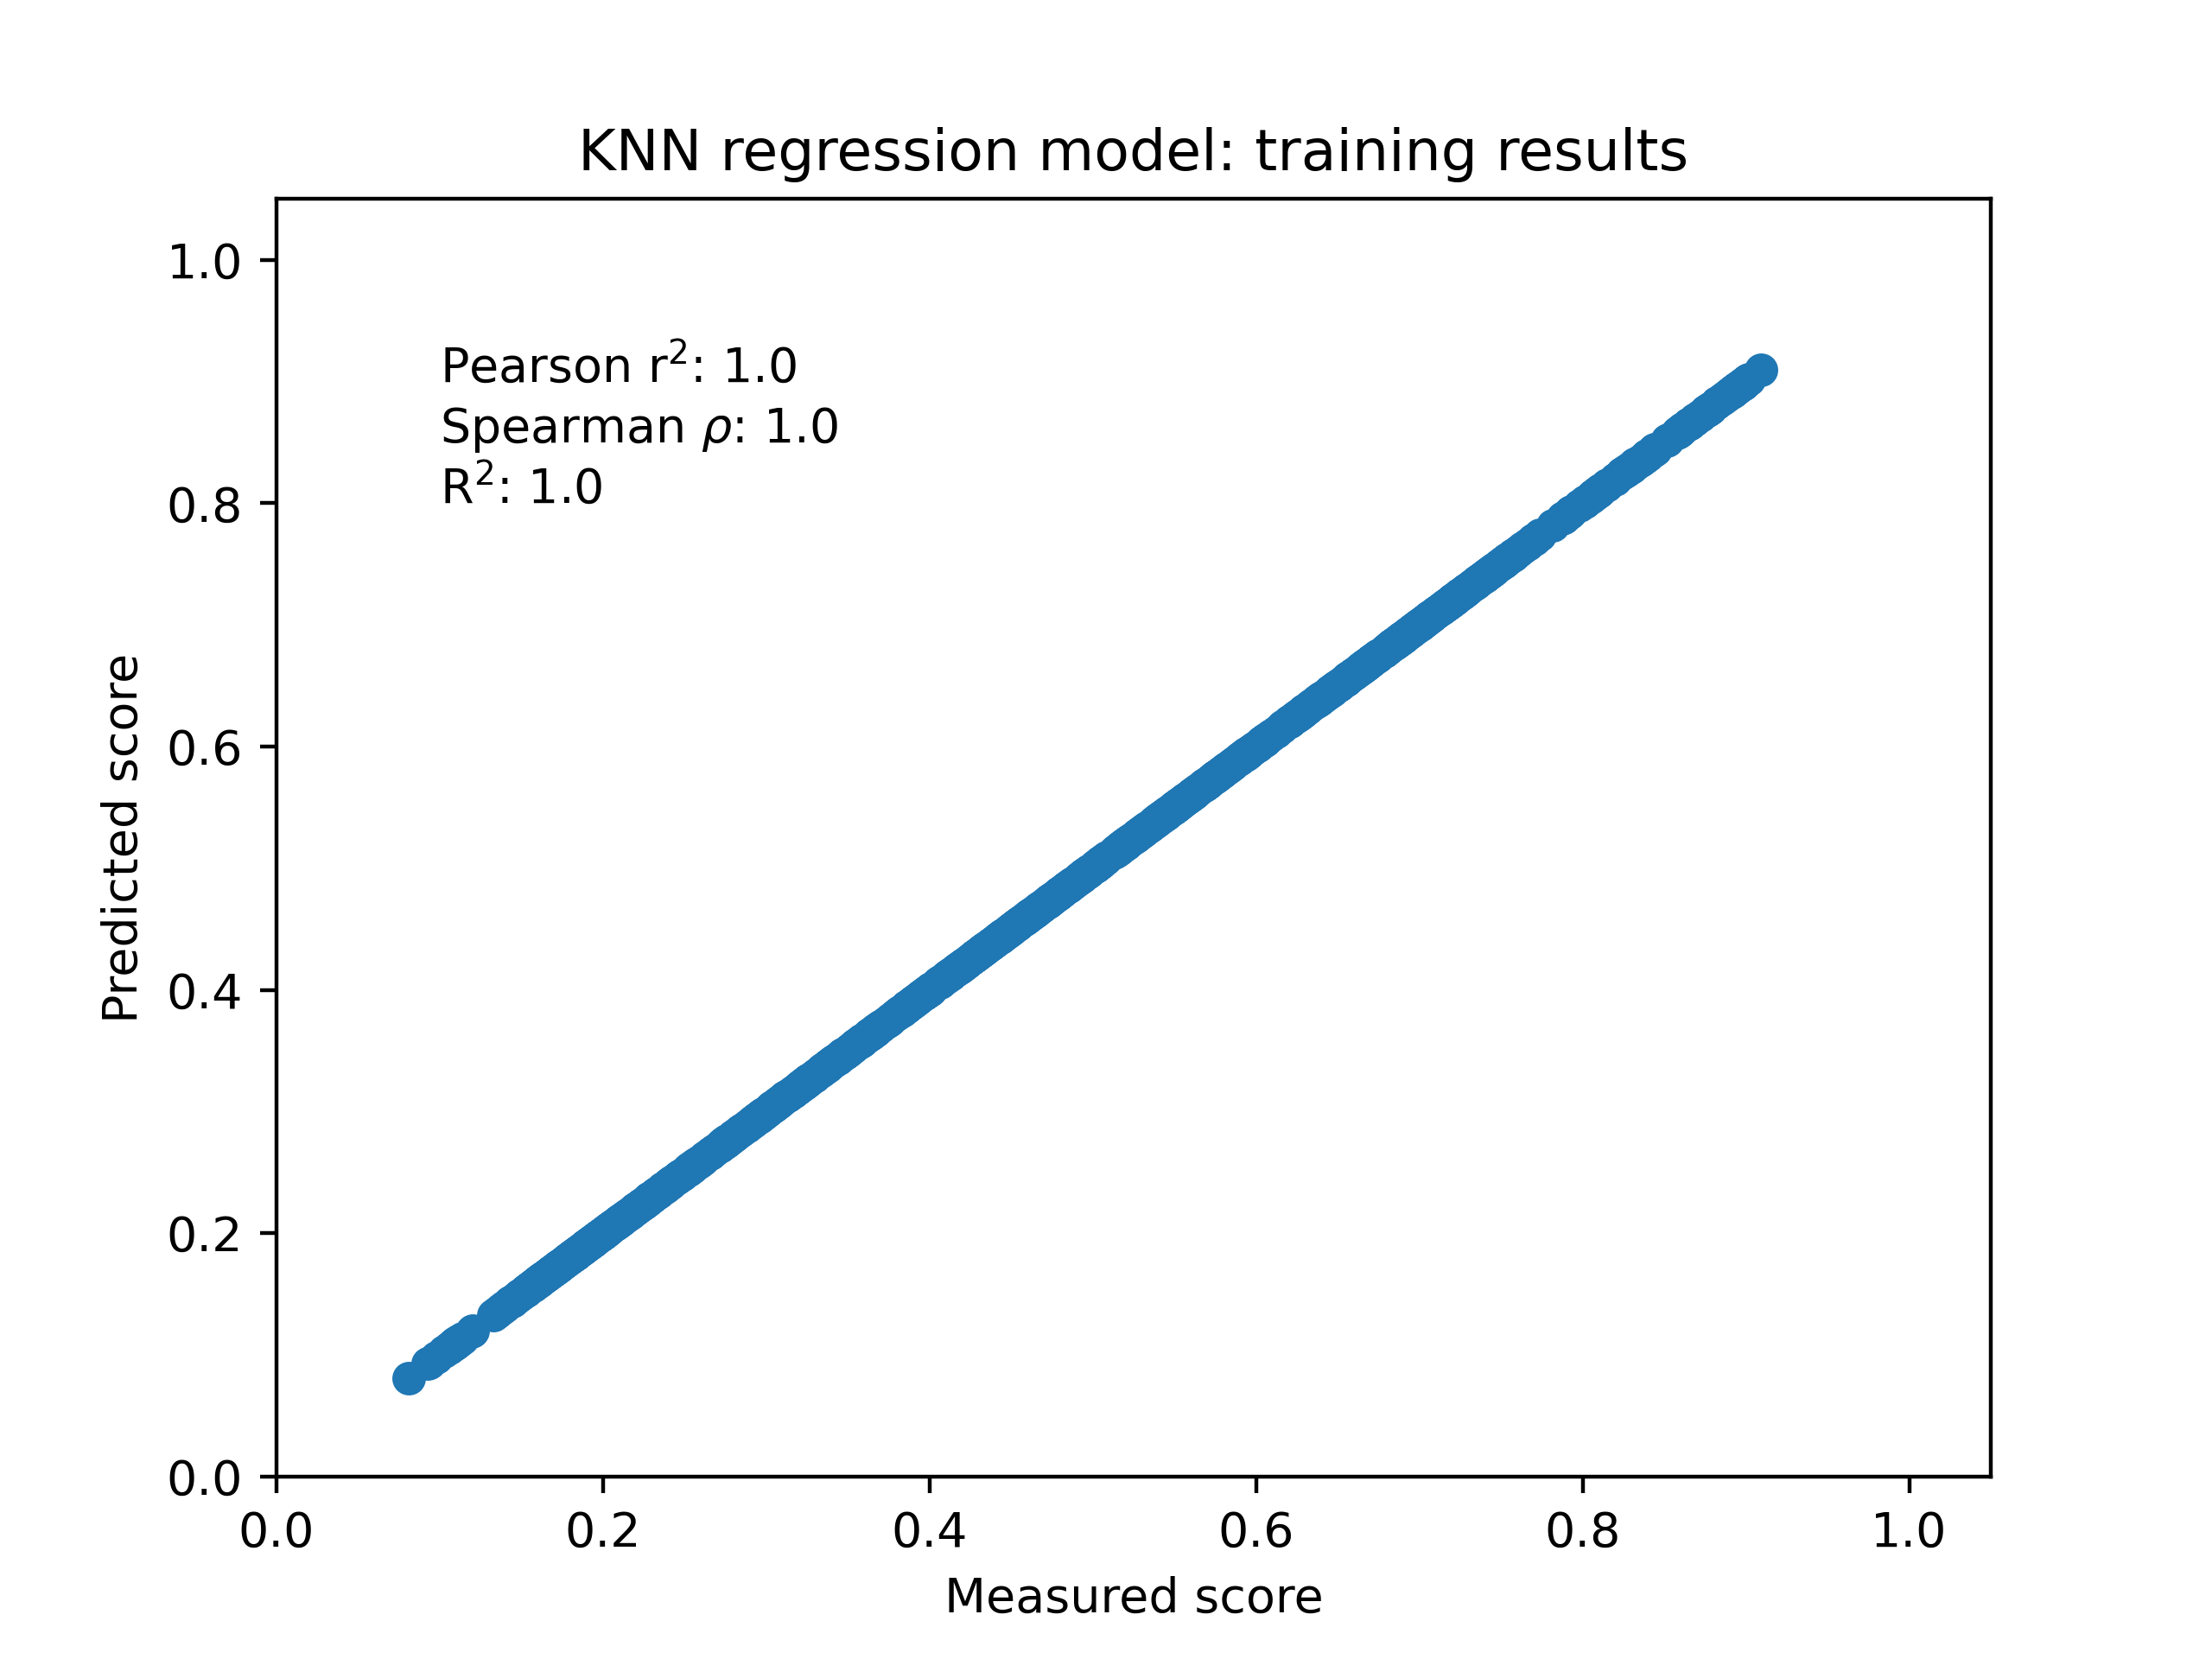 KNN regression model: training results
Pearson r²: 1.0
Spearman ρ: 1.0
R²: 1.0
Predicted score
1.0
0.8
0.6
0.4
0.2
0.0
0.0 0.2 0.4 0.6 0.8 1.0
Measured score